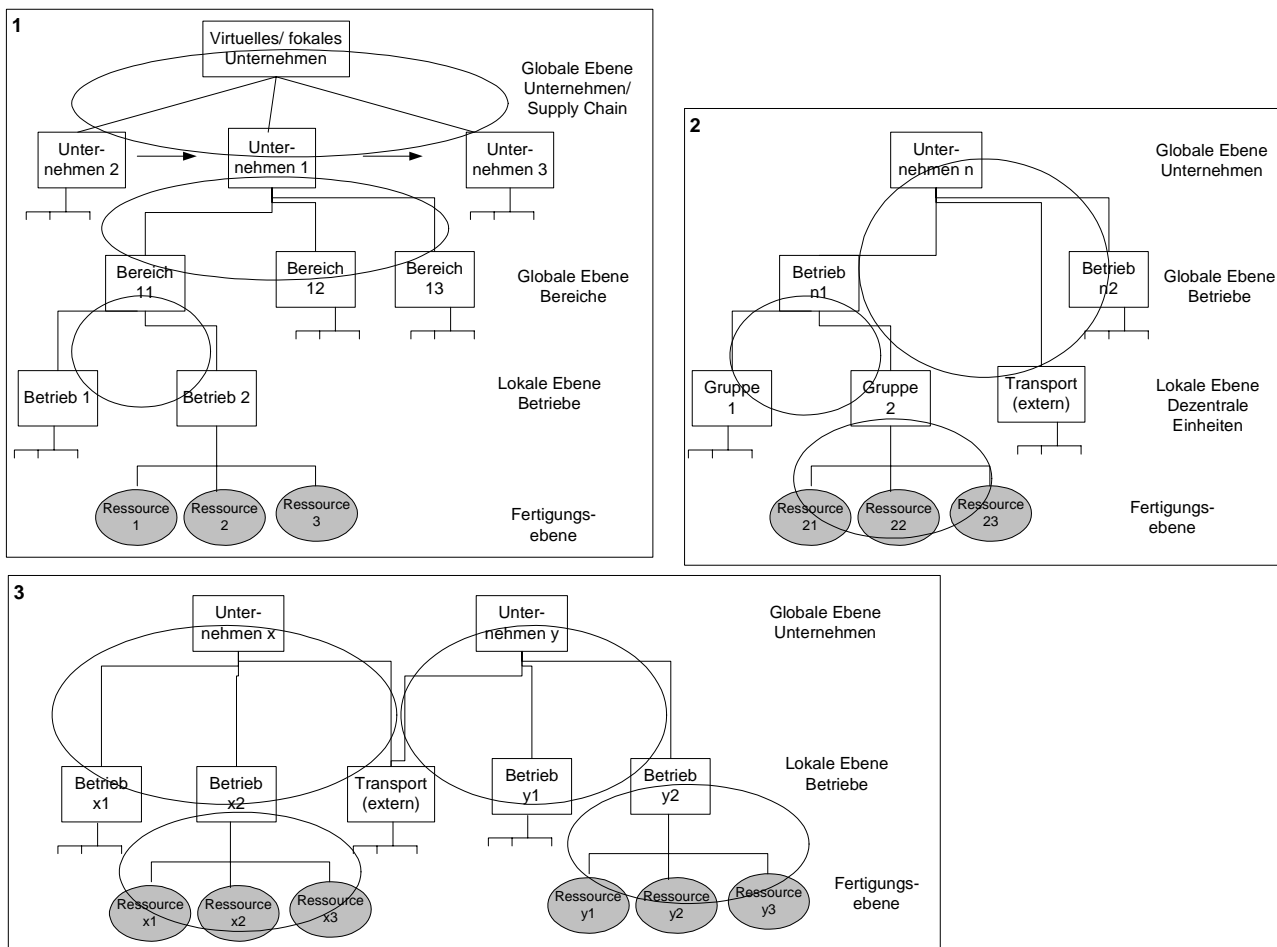 1
Virtuelles/ fokales
Unternehmen
Globale Ebene
Unternehmen/
Supply Chain
Unter-
nehmen 2
Unter-
nehmen 1
Unter-
nehmen 3
Bereich
11
Bereich
12
Bereich
13
Globale Ebene
Bereiche
Betrieb 1
Betrieb 2
Lokale Ebene
Betriebe
Ressource
1
Ressource
2
Ressource
3
Fertigungs-
ebene
2
Unter-
nehmen n
Globale Ebene
Unternehmen
Betrieb
n1
Betrieb
n2
Globale Ebene
Betriebe
Gruppe
1
Gruppe
2
Transport
(extern)
Lokale Ebene
Dezentrale
Einheiten
Ressource
21
Ressource
22
Ressource
23
Fertigungs-
ebene
3
Unter-
nehmen x
Unter-
nehmen y
Globale Ebene
Unternehmen
Betrieb
x1
Betrieb
x2
Transport
(extern)
Betrieb
y1
Betrieb
y2
Lokale Ebene
Betriebe
Ressource
x1
Ressource
x2
Ressource
x3
Ressource
y1
Ressource
y2
Ressource
y3
Fertigungs-
ebene